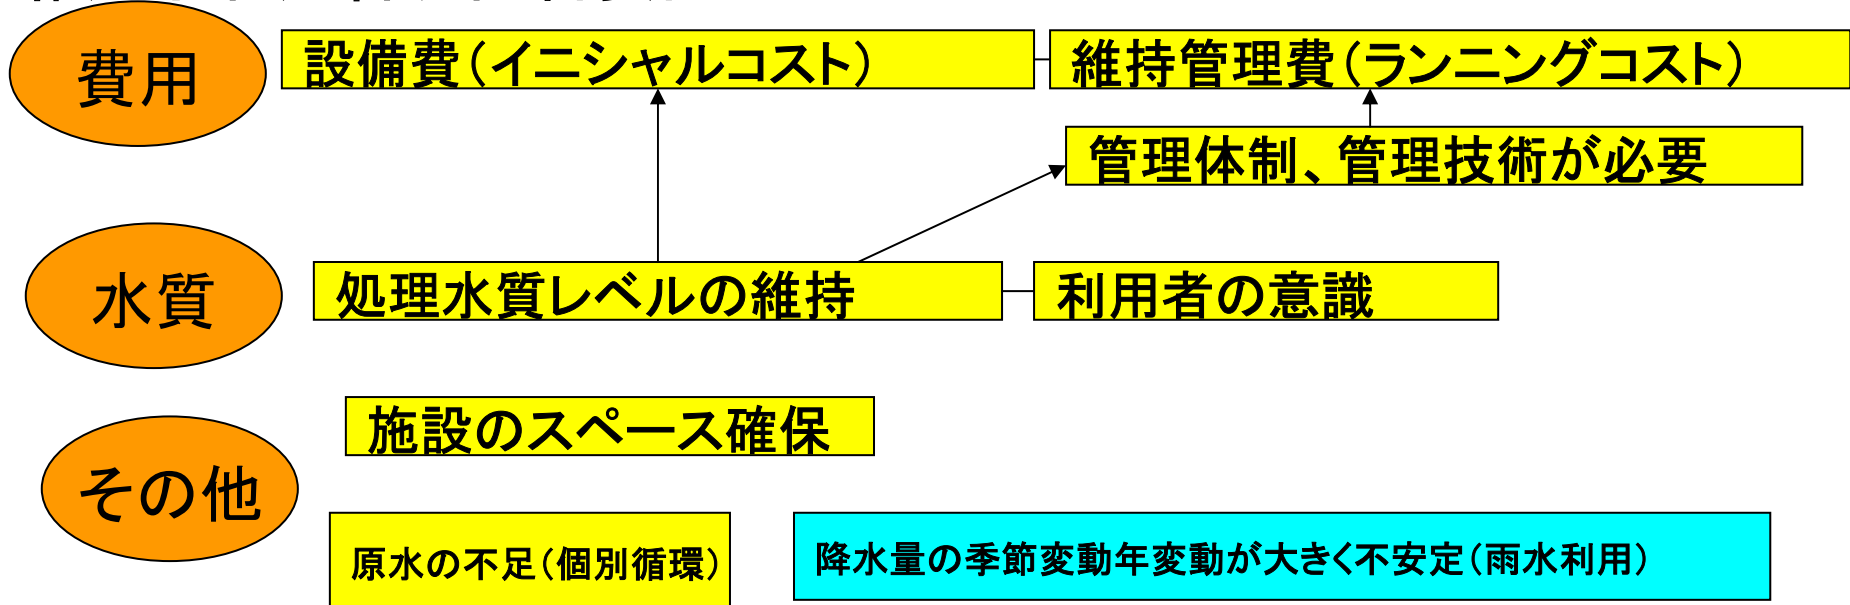 費用
設備費(イニシャルコスト)
維持管理費(ランニングコスト)
管理体制、管理技術が必要
水質
処理水質レベルの維持
利用者の意識
その他
施設のスペース確保
原水の不足(個別循環)
降水量の季節変動年変動が大きく不安定(雨水利用)